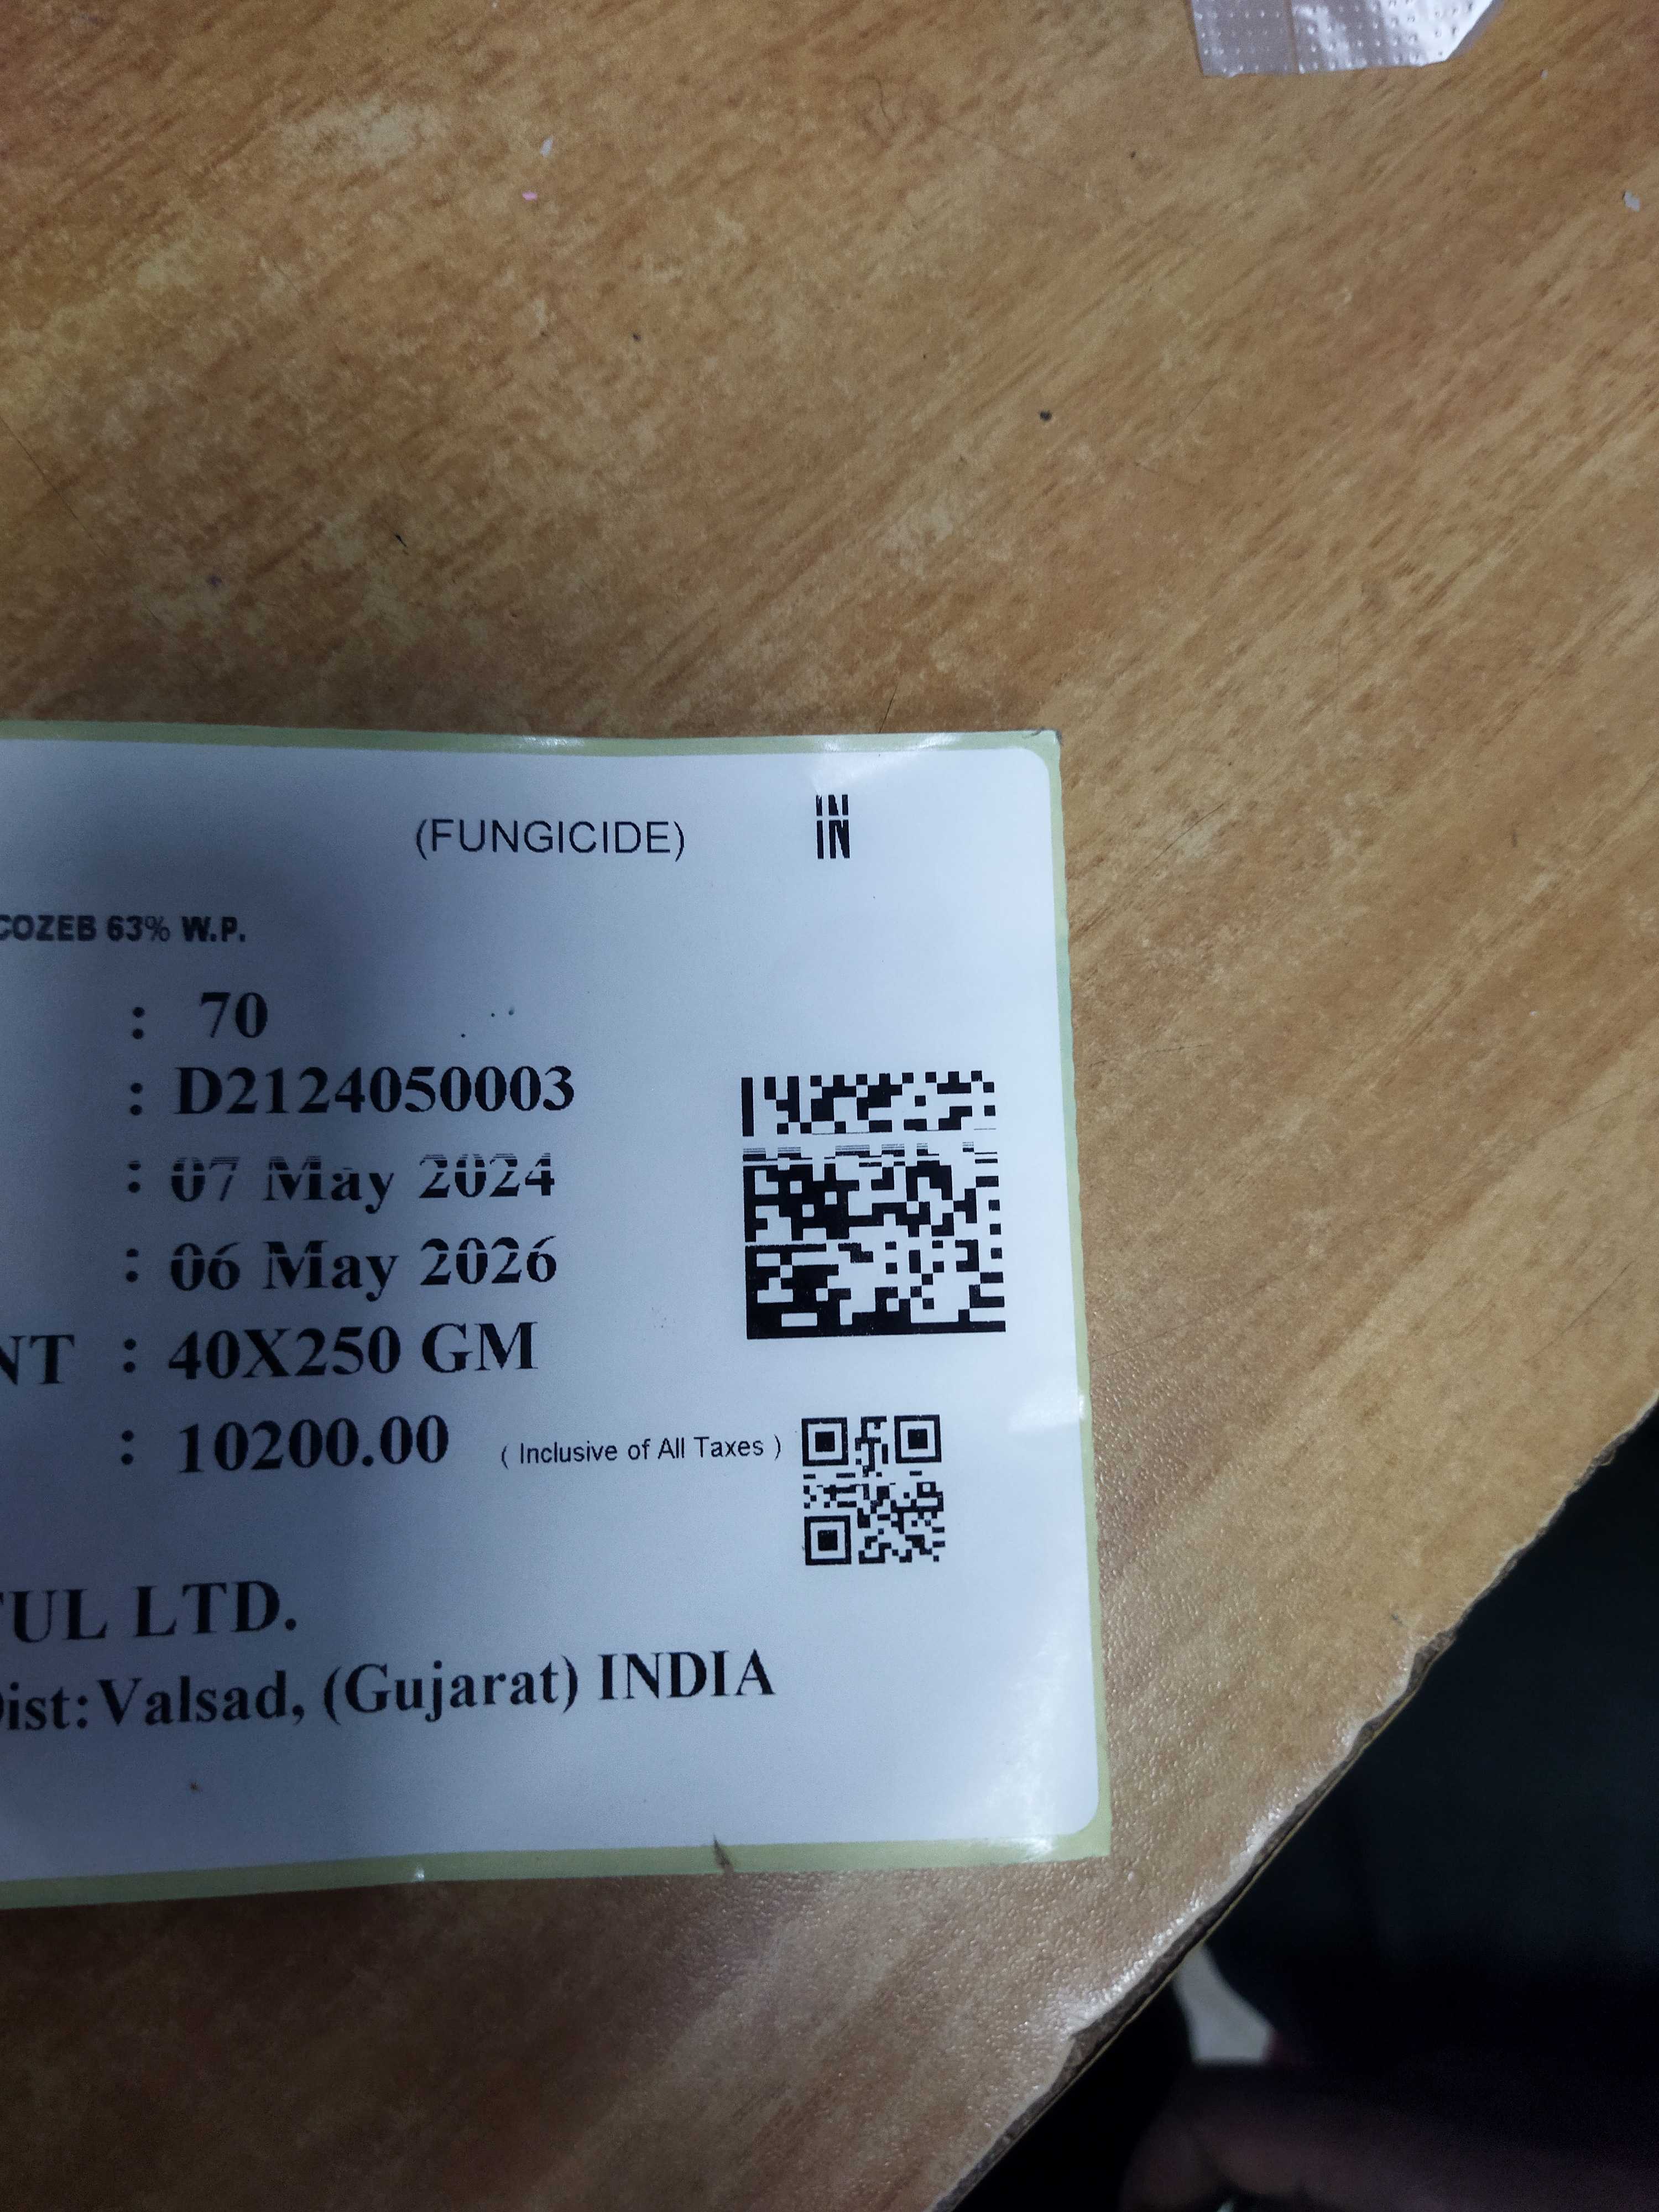 (FUNGICIDE)
IN
COZEB 63% W.P.
: 70
: D2124050003
: 07 May 2024
: 06 May 2026
NT : 40X250 GM
: 10200.00 ( Inclusive of All Taxes )
UL LTD.
Dist: Valsad, (Gujarat) INDIA